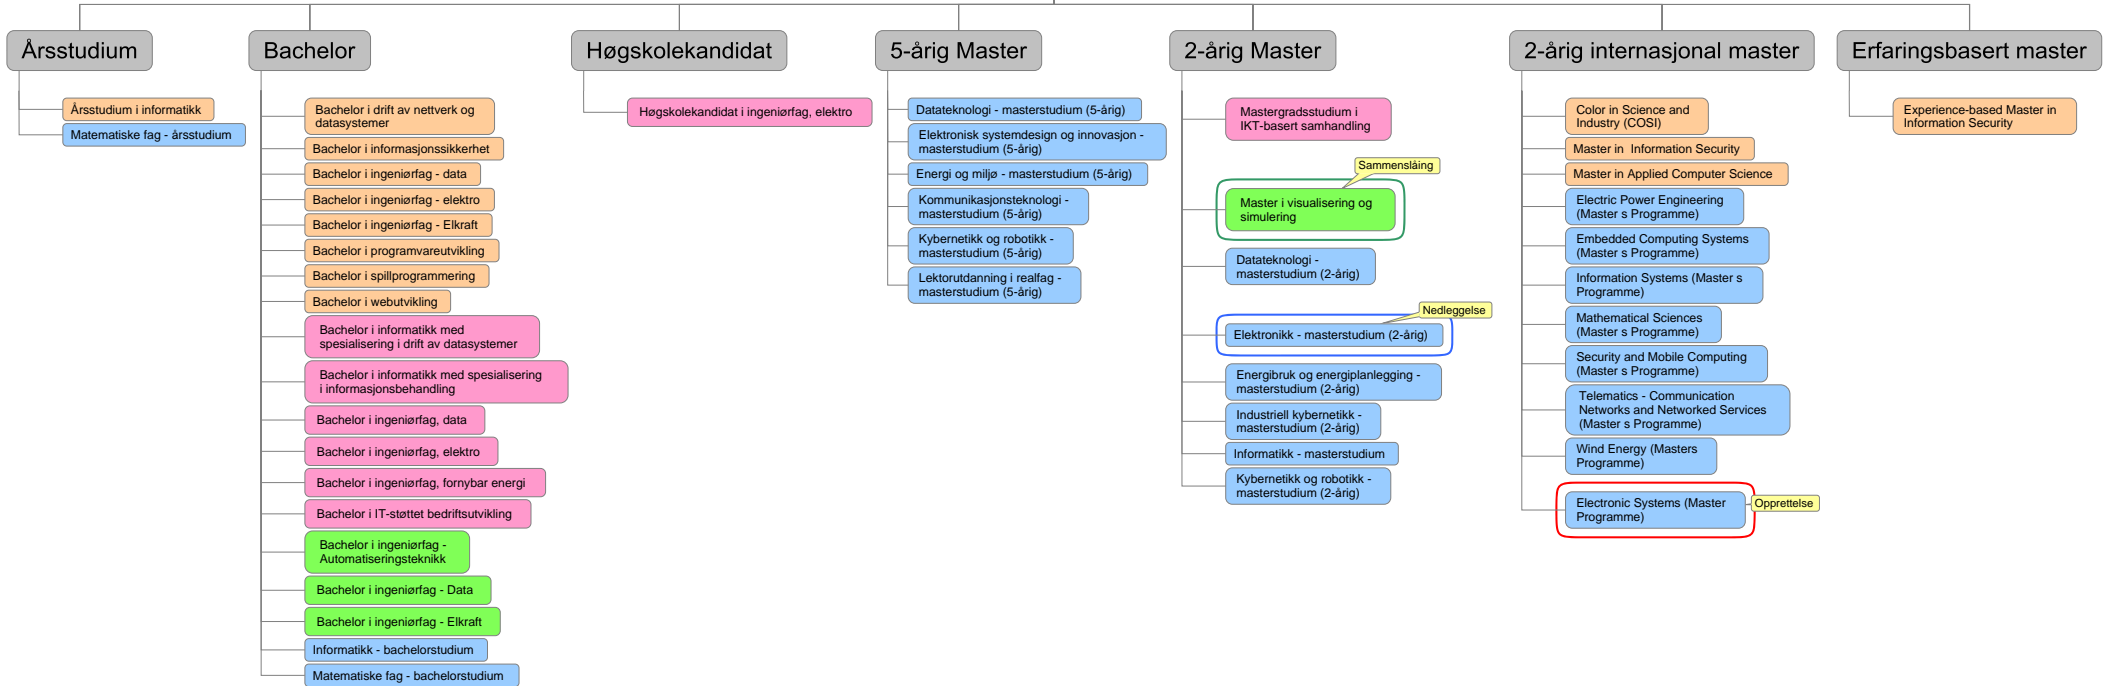 Årsstudium
Årsstudium i informatikk
Matematiske fag - årsstudium
Bachelor
Bachelor i drift av nettverk og
datasystemer
Bachelor i informasjonssikkerhet
Bachelor i ingeniørfag - data
Bachelor i ingeniørfag - elektro
Bachelor i ingeniørfag - Elkraft
Bachelor i programvareutvikling
Bachelor i spillprogrammering
Bachelor i webutvikling
Bachelor i informatikk med
spesialisering i drift av datasystemer
Bachelor i informatikk med spesialisering
i informasjonsbehandling
Bachelor i ingeniørfag, data
Bachelor i ingeniørfag, elektro
Bachelor i ingeniørfag, fornybar energi
Bachelor i IT-støttet bedriftsutvikling
Bachelor i ingeniørfag -
Automatiseringsteknikk
Bachelor i ingeniørfag - Data
Bachelor i ingeniørfag - Elkraft
Informatikk - bachelorstudium
Matematiske fag - bachelorstudium
Høgskolekandidat
Høgskolekandidat i ingeniørfag, elektro
5-årig Master
Datateknologi - masterstudium (5-årig)
Elektronisk systemdesign og innovasjon -
masterstudium (5-årig)
Energi og miljø - masterstudium (5-årig)
Kommunikasjonsteknologi -
masterstudium (5-årig)
Kybernetikk og robotikk -
masterstudium (5-årig)
Lektorutdanning i realfag -
masterstudium (5-årig)
2-årig Master
Mastergradsstudium i
IKT-basert samhandling
Sammenslåing
Master i visualisering og
simulering
Datateknologi -
masterstudium (2-årig)
Nedleggelse
Elektronikk - masterstudium (2-årig)
Energibruk og energiplanlegging -
masterstudium (2-årig)
Industriell kybernetikk -
masterstudium (2-årig)
Informatikk - masterstudium
Kybernetikk og robotikk -
masterstudium (2-årig)
2-årig internasjonal master
Color in Science and
Industry (COSI)
Master in  Information Security
Master in Applied Computer Science
Electric Power Engineering
(Master s Programme)
Embedded Computing Systems
(Master s Programme)
Information Systems (Master s
Programme)
Mathematical Sciences
(Master s Programme)
Security and Mobile Computing
(Master s Programme)
Telematics - Communication
Networks and Networked Services
(Master s Programme)
Wind Energy (Masters
Programme)
Electronic Systems (Master
Programme)
Opprettelse
Erfaringsbasert master
Experience-based Master in
Information Security